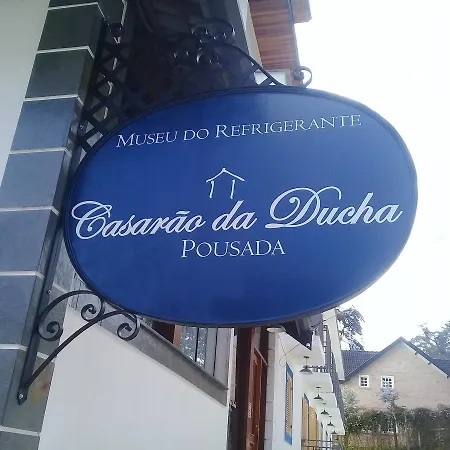 MUSEU DO REFRIGERANTE
Casarão da Ducha
POUSADA